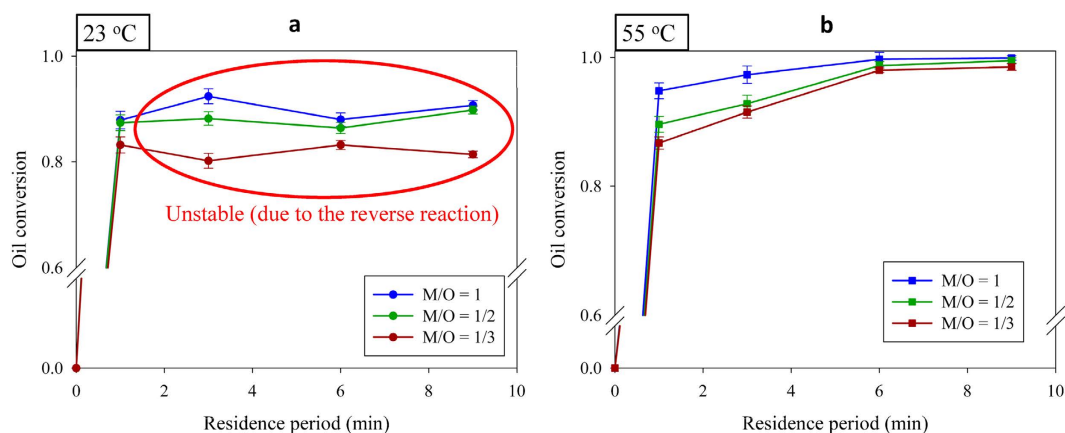 23 °C
a
1.0
0.8
0.6
0.0
Oil conversion
Unstable (due to the reverse reaction)
M/O = 1
M/O = 1/2
M/O = 1/3
0 2 4 6 8 10
Residence period (min)
55 °C
b
1.0
0.8
0.6
0.0
Oil conversion
M/O = 1
M/O = 1/2
M/O = 1/3
0 2 4 6 8 10
Residence period (min)